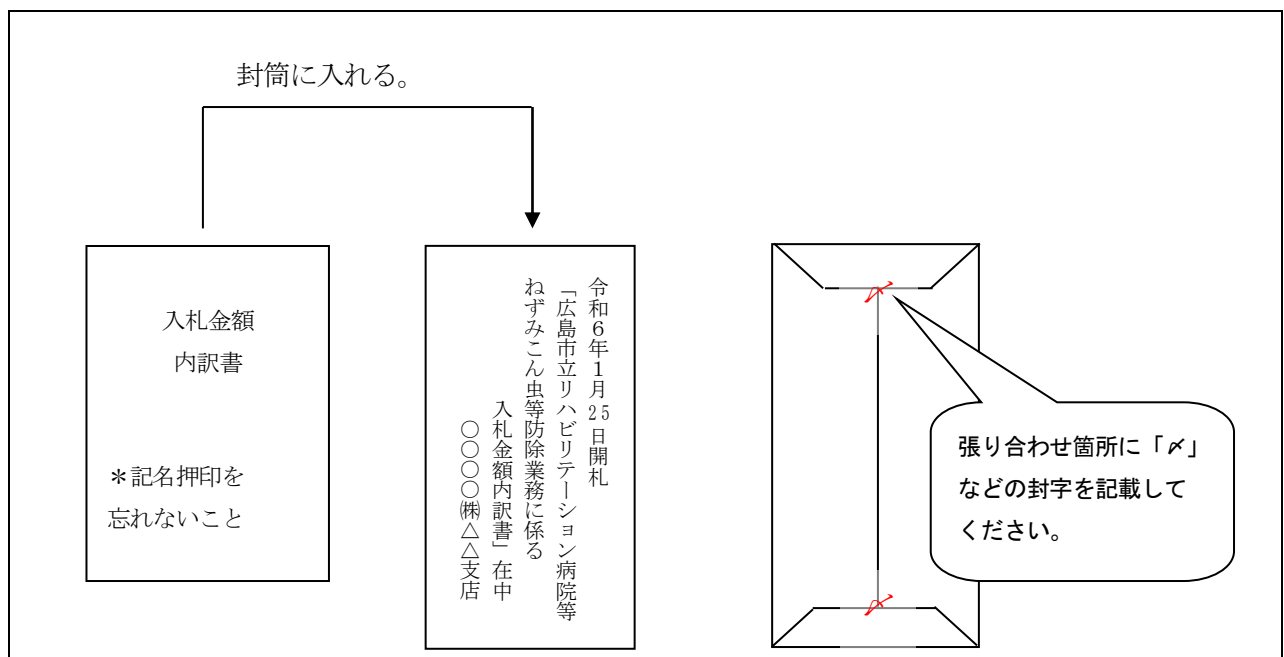 封筒に入れる。
入札金額
内訳書
＊記名押印を
忘れないこと
令和６年１月25日開札
「広島市立リハビリテーション病院等
ねずみこん虫等防除業務に係る
入札金額内訳書」在中
○○○○㈱△△支店
〆
張り合わせ箇所に「〆」
などの封字を記載して
ください。
〆